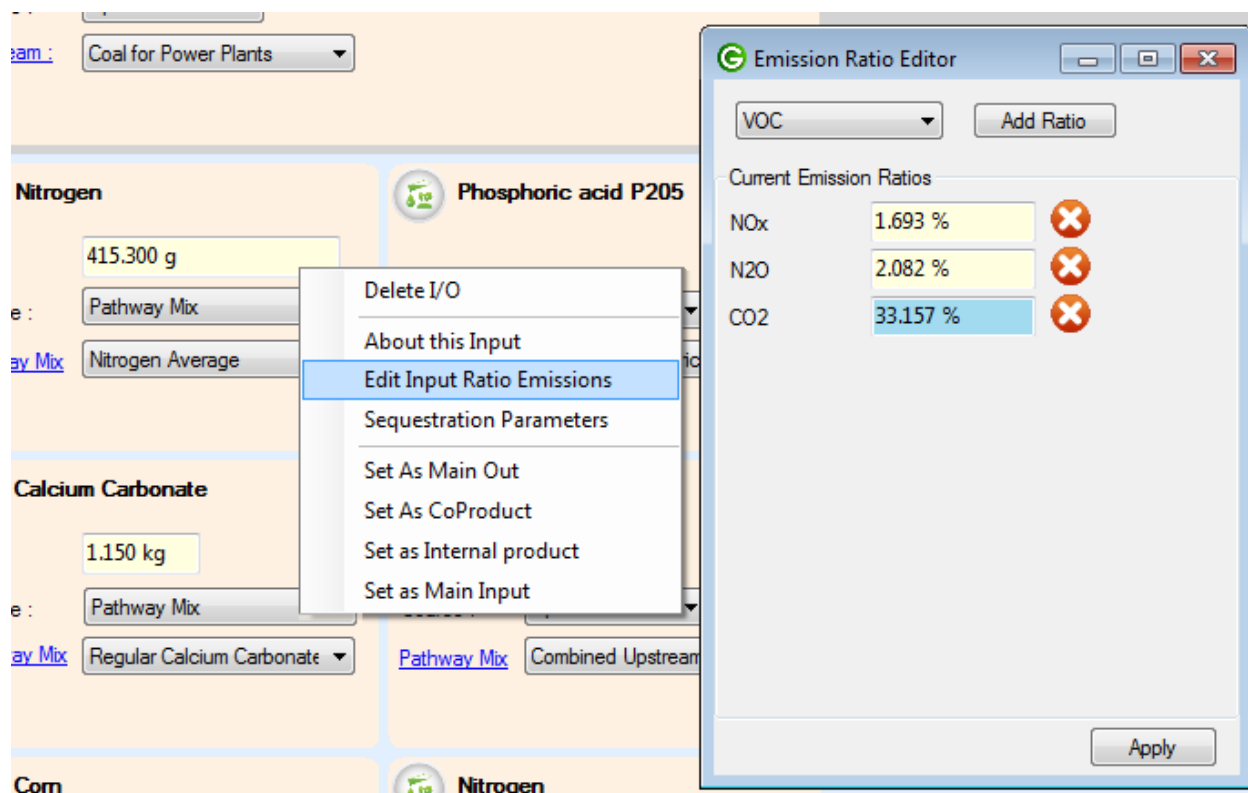 eam :
Coal for Power Plants
Nitrogen
415.300 g
e :
Pathway Mix
ay Mix
Nitrogen Average
Phosphoric acid P205
ric
Delete I/O
About this Input
Edit Input Ratio Emissions
Sequestration Parameters
Set As Main Out
Set As CoProduct
Set as Internal product
Set as Main Input
Calcium Carbonate
1.150 kg
e :
Pathway Mix
ay Mix
Regular Calcium Carbonate
Pathway Mix
Combined Upstream
Corn
Nitrogen
Emission Ratio Editor
VOC
Add Ratio
Current Emission Ratios
NOx
1.693 %
N2O
2.082 %
CO2
33.157 %
Apply